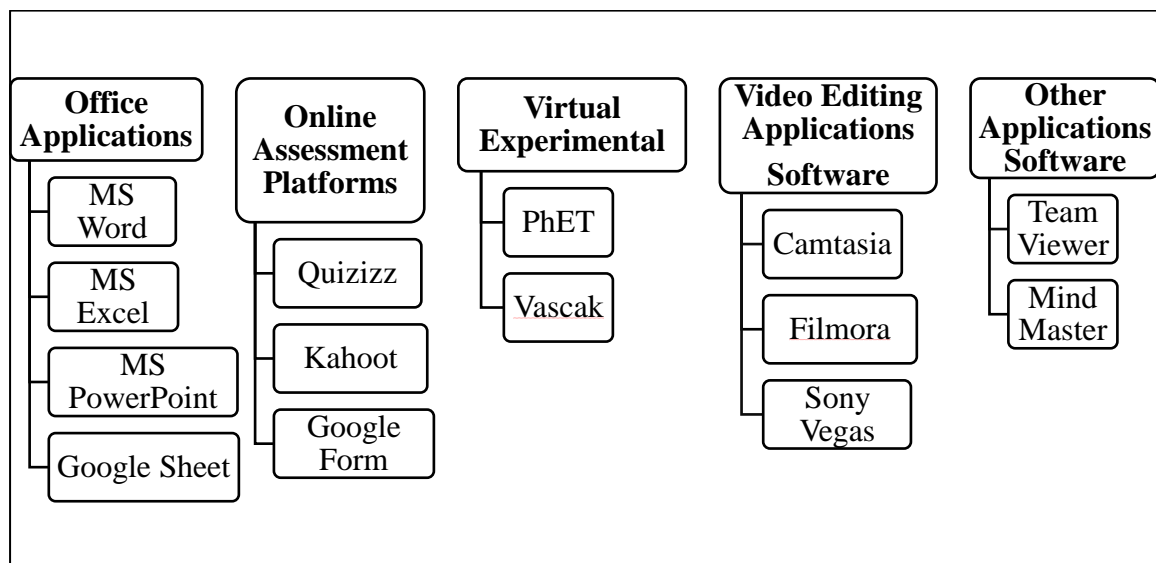 Office
Applications
MS
Word
MS
Excel
MS
PowerPoint
Google Sheet
Online
Assessment
Platforms
Quizizz
Kahoot
Google
Form
Virtual
Experimental
PhET
Vascak
Video Editing
Applications
Software
Camtasia
Filmora
Sony
Vegas
Other
Applications
Software
Team
Viewer
Mind
Master